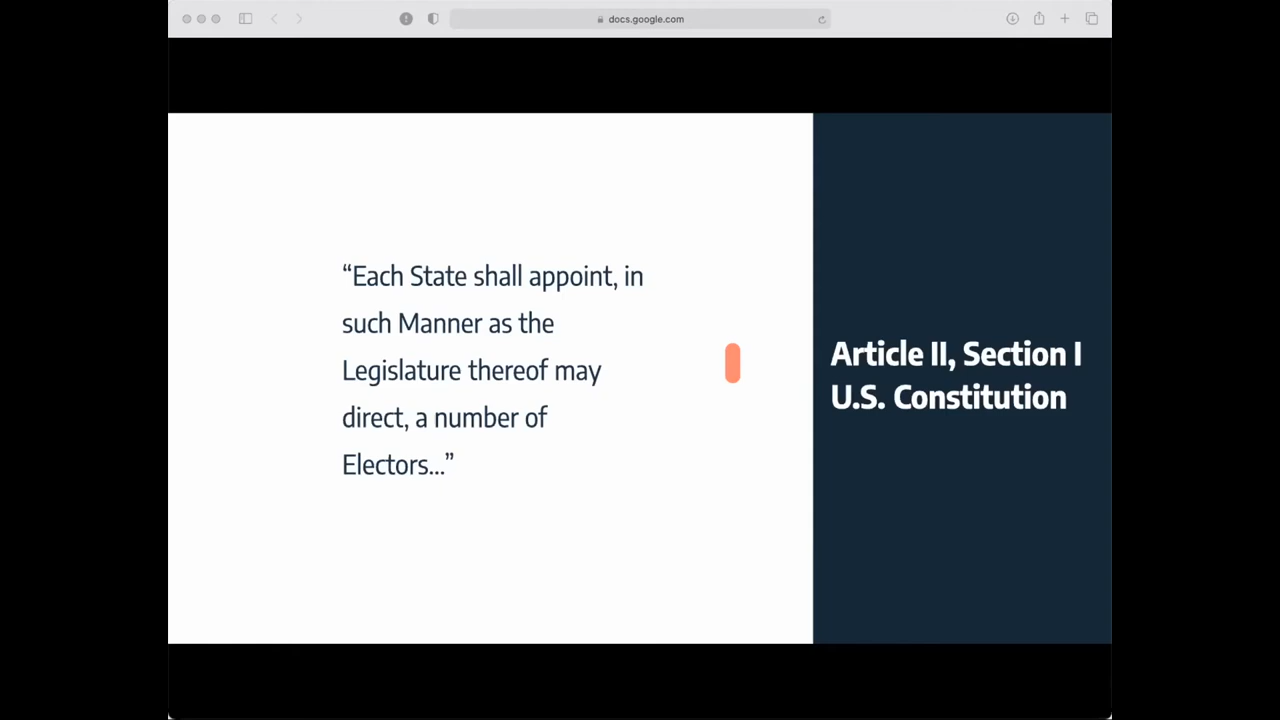 docs.google.com
“Each State shall appoint, in
such Manner as the
Legislature thereof may
direct, a number of
Electors...”
Article II, Section I
U.S. Constitution